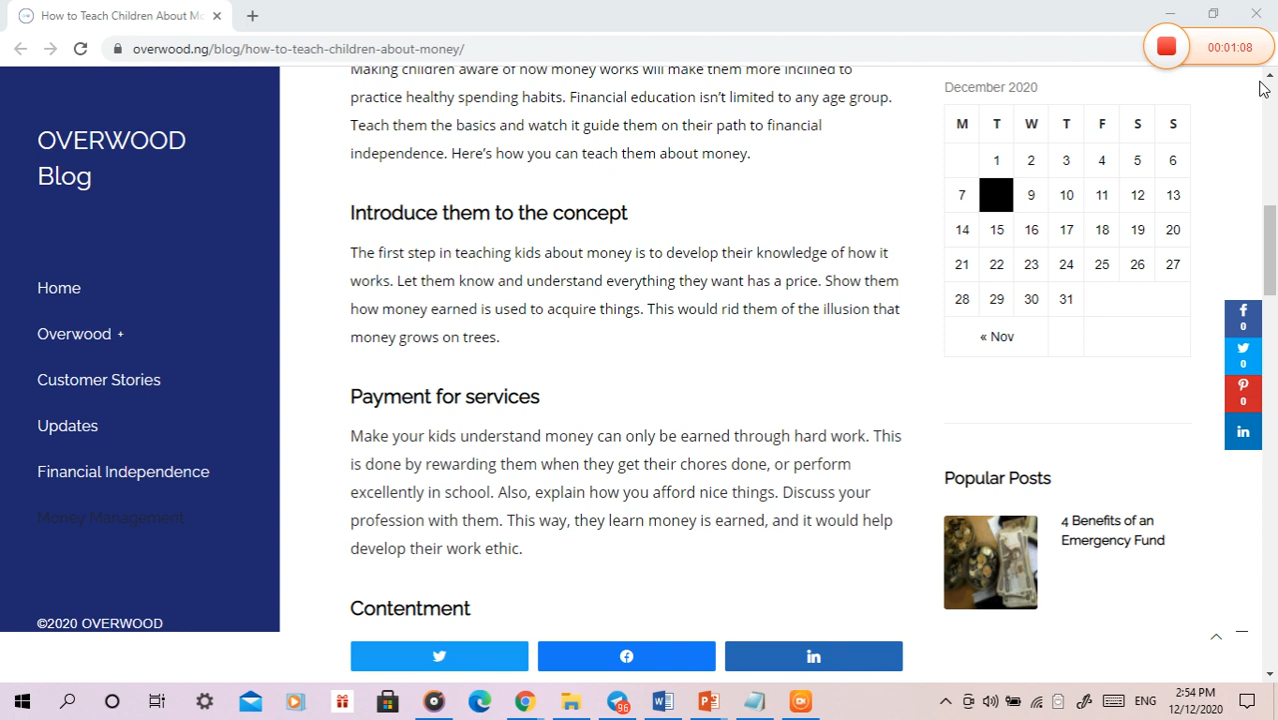 How to Teach Children About Mo
overwood.ng/blog/how-to-teach-children-about-money/
00:01:08
OVERWOOD
Blog
Home
Overwood +
Customer Stories
Updates
Financial Independence
Money Management
©2020 OVERWOOD
Making children aware of how money works will make them more inclined to
practice healthy spending habits. Financial education isn't limited to any age group.
Teach them the basics and watch it guide them on their path to financial
independence. Here's how you can teach them about money.
Introduce them to the concept
The first step in teaching kids about money is to develop their knowledge of how it
works. Let them know and understand everything they want has a price. Show them
how money earned is used to acquire things. This would rid them of the illusion that
money grows on trees.
Payment for services
Make your kids understand money can only be earned through hard work. This
is done by rewarding them when they get their chores done, or perform
excellently in school. Also, explain how you afford nice things. Discuss your
profession with them. This way, they learn money is earned, and it would help
develop their work ethic.
Contentment
December 2020
M T W T F S S
1 2 3 4 5 6
7 9 10 11 12 13
14 15 16 17 18 19 20
21 22 23 24 25 26 27
28 29 30 31
« Nov
0
0
0
Popular Posts
4 Benefits of an
Emergency Fund
96
ENG
2:54 PM
12/12/2020